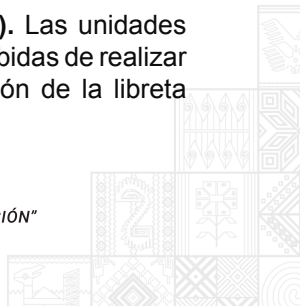 ). Las unidades
bidas de realizar
ón de la libreta
IÓN"